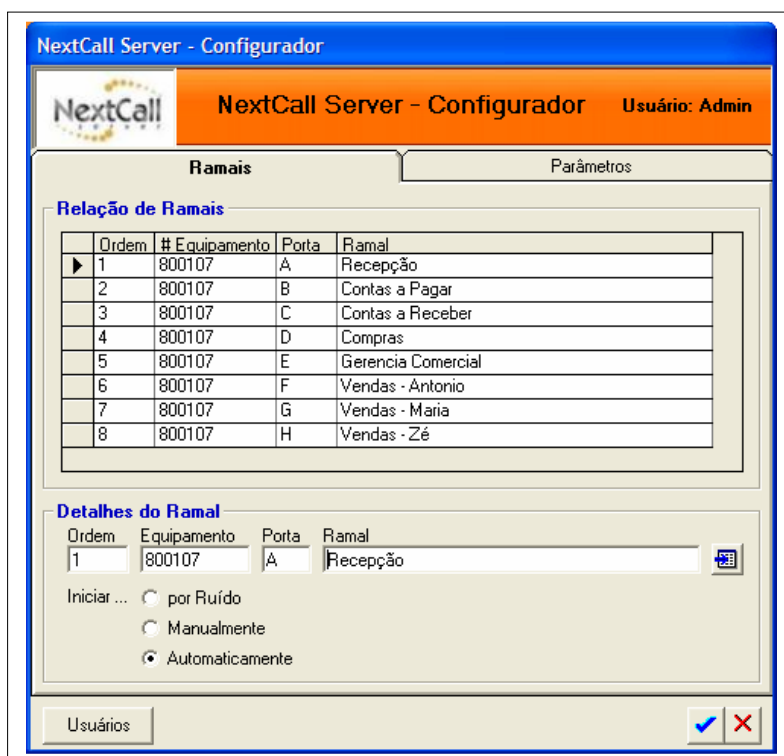 NextCall Server - Configurador
NextCall
NextCall Server - Configurador Usuário: Admin
Ramais Parâmetros
Relação de Ramais
Ordem # Equipamento Porta Ramal
1 800107 A Recepção
2 800107 B Contas a Pagar
3 800107 C Contas a Receber
4 800107 D Compras
5 800107 E Gerencia Comercial
6 800107 F Vendas - Antonio
7 800107 G Vendas - Maria
8 800107 H Vendas - Zé
Detalhes do Ramal
Ordem Equipamento Porta Ramal
1 800107 A Recepção
Iniciar ... por Ruído
Manualmente
Automaticamente
Usuários